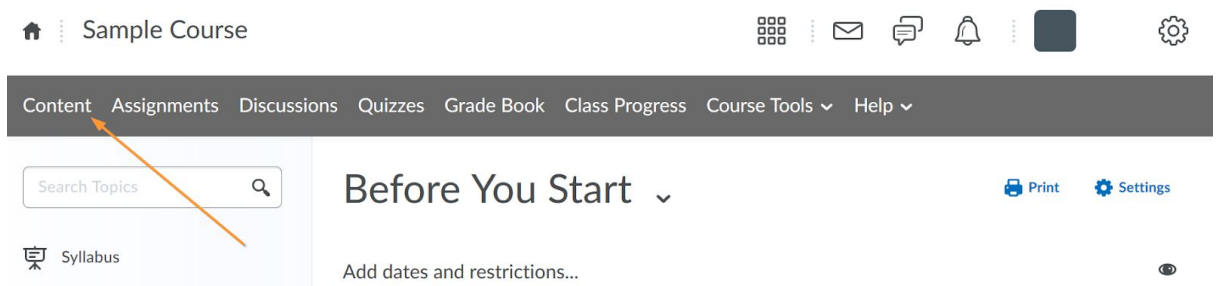 Sample Course
Content Assignments Discussions Quizzes Grade Book Class Progress Course Tools Help
Search Topics
Before You Start
Print Settings
Syllabus
Add dates and restrictions...